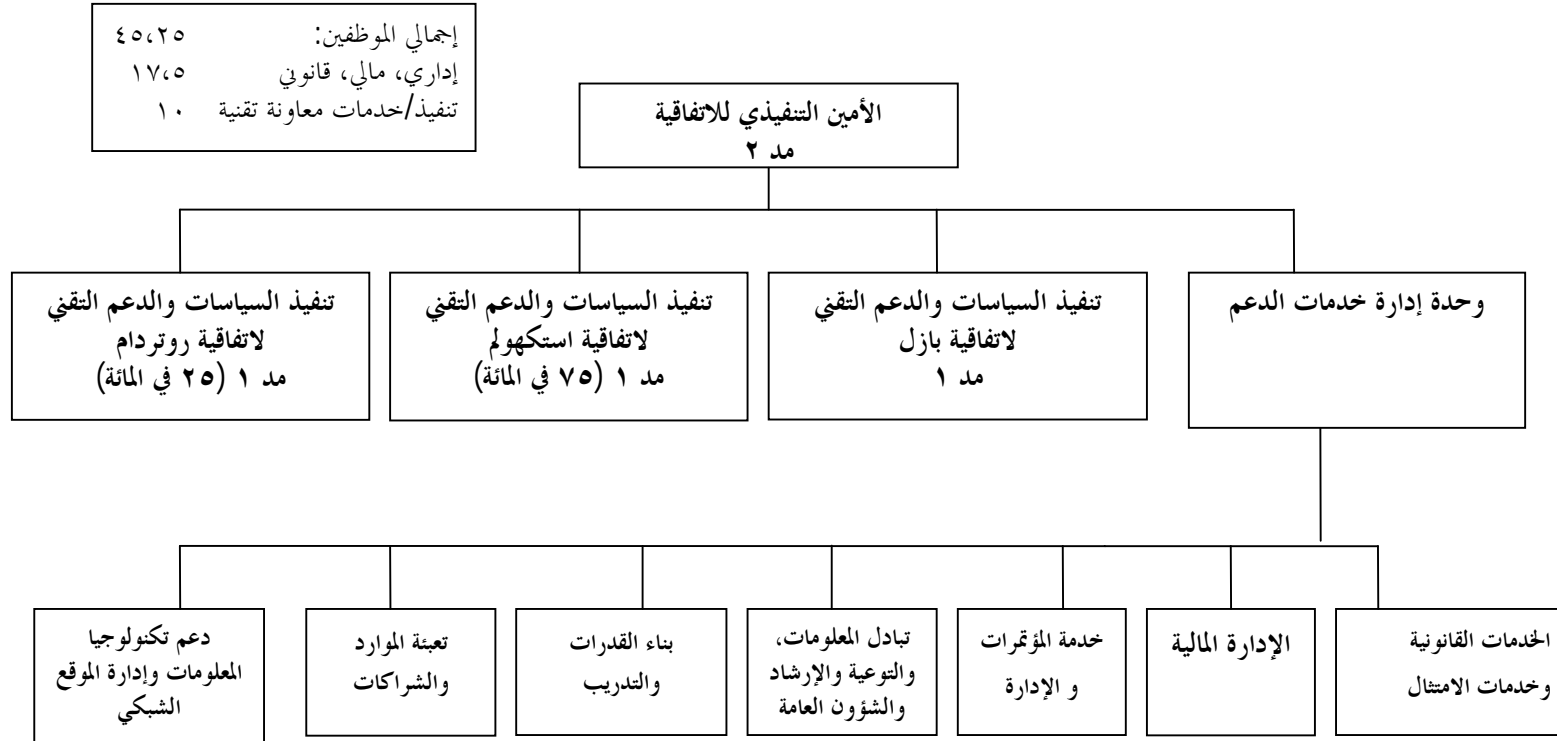 إجمالي الموظفين: ٤٥،٢٥
إداري، مالي، قانوني ١٧،٥
تنفيذ/خدمات معاونة تقنية ١٠
الأمين التنفيذي للاتفاقية
مد ٢
وحدة إدارة خدمات الدعم
تنفيذ السياسات والدعم التقني
لاتفاقية بازل
مد ١
تنفيذ السياسات والدعم التقني
لاتفاقية استكهولم
مد ١ (٧٥ في المائة)
تنفيذ السياسات والدعم التقني
لاتفاقية روتردام
مد ١ (٢٥ في المائة)
الخدمات القانونية
وخدمات الامتثال
الإدارة المالية
خدمة المؤتمرات
و الإدارة
تبادل المعلومات،
والتوعية والإرشاد
والشؤون العامة
بناء القدرات
والتدريب
تعبئة الموارد
والشراكات
دعم تكنولوجيا
المعلومات وإدارة الموقع
الشبكي